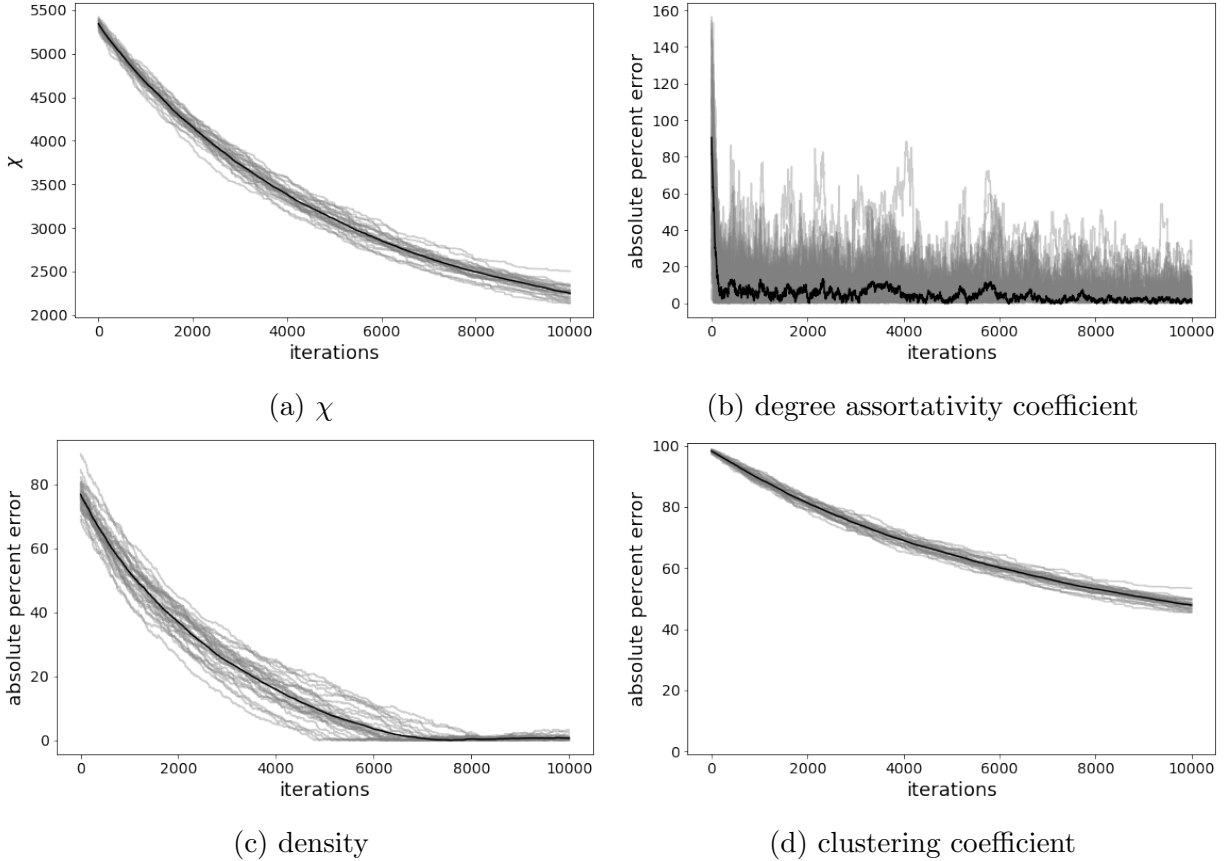 5500
5000
4500
4000
3500
3000
2500
2000
χ
0 2000 4000 6000 8000 10000
iterations
(a) χ
160
140
120
100
80
60
40
20
0
absolute percent error
0 2000 4000 6000 8000 10000
iterations
(b) degree assortativity coefficient
80
60
40
20
0
absolute percent error
0 2000 4000 6000 8000 10000
iterations
(c) density
100
80
60
40
20
0
absolute percent error
0 2000 4000 6000 8000 10000
iterations
(d) clustering coefficient